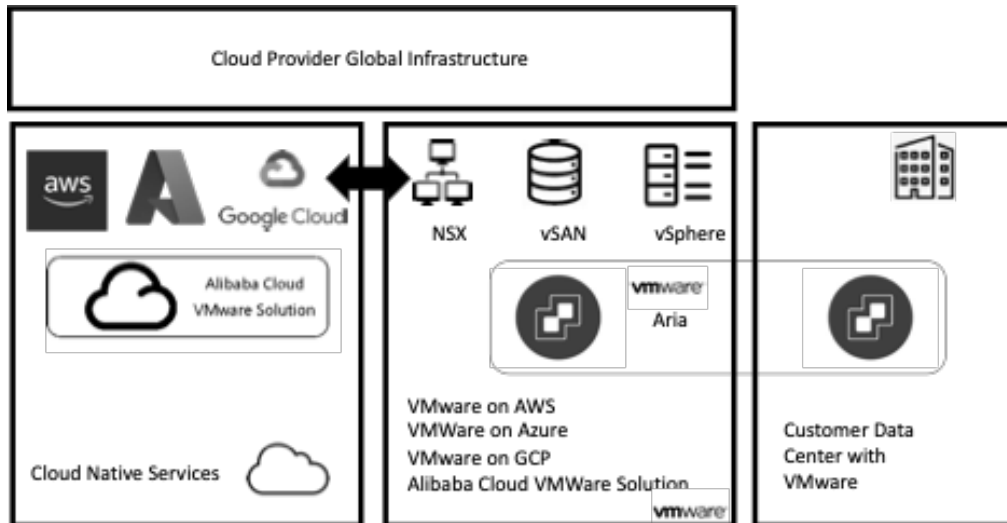 Cloud Provider Global Infrastructure
aws
Google Cloud
Alibaba Cloud
VMware Solution
Cloud Native Services
NSX
vSAN
vSphere
vmware
Aria
VMware on AWS
VMWare on Azure
VMware on GCP
Alibaba Cloud VMWare Solution
vmware
Customer Data
Center with
VMware